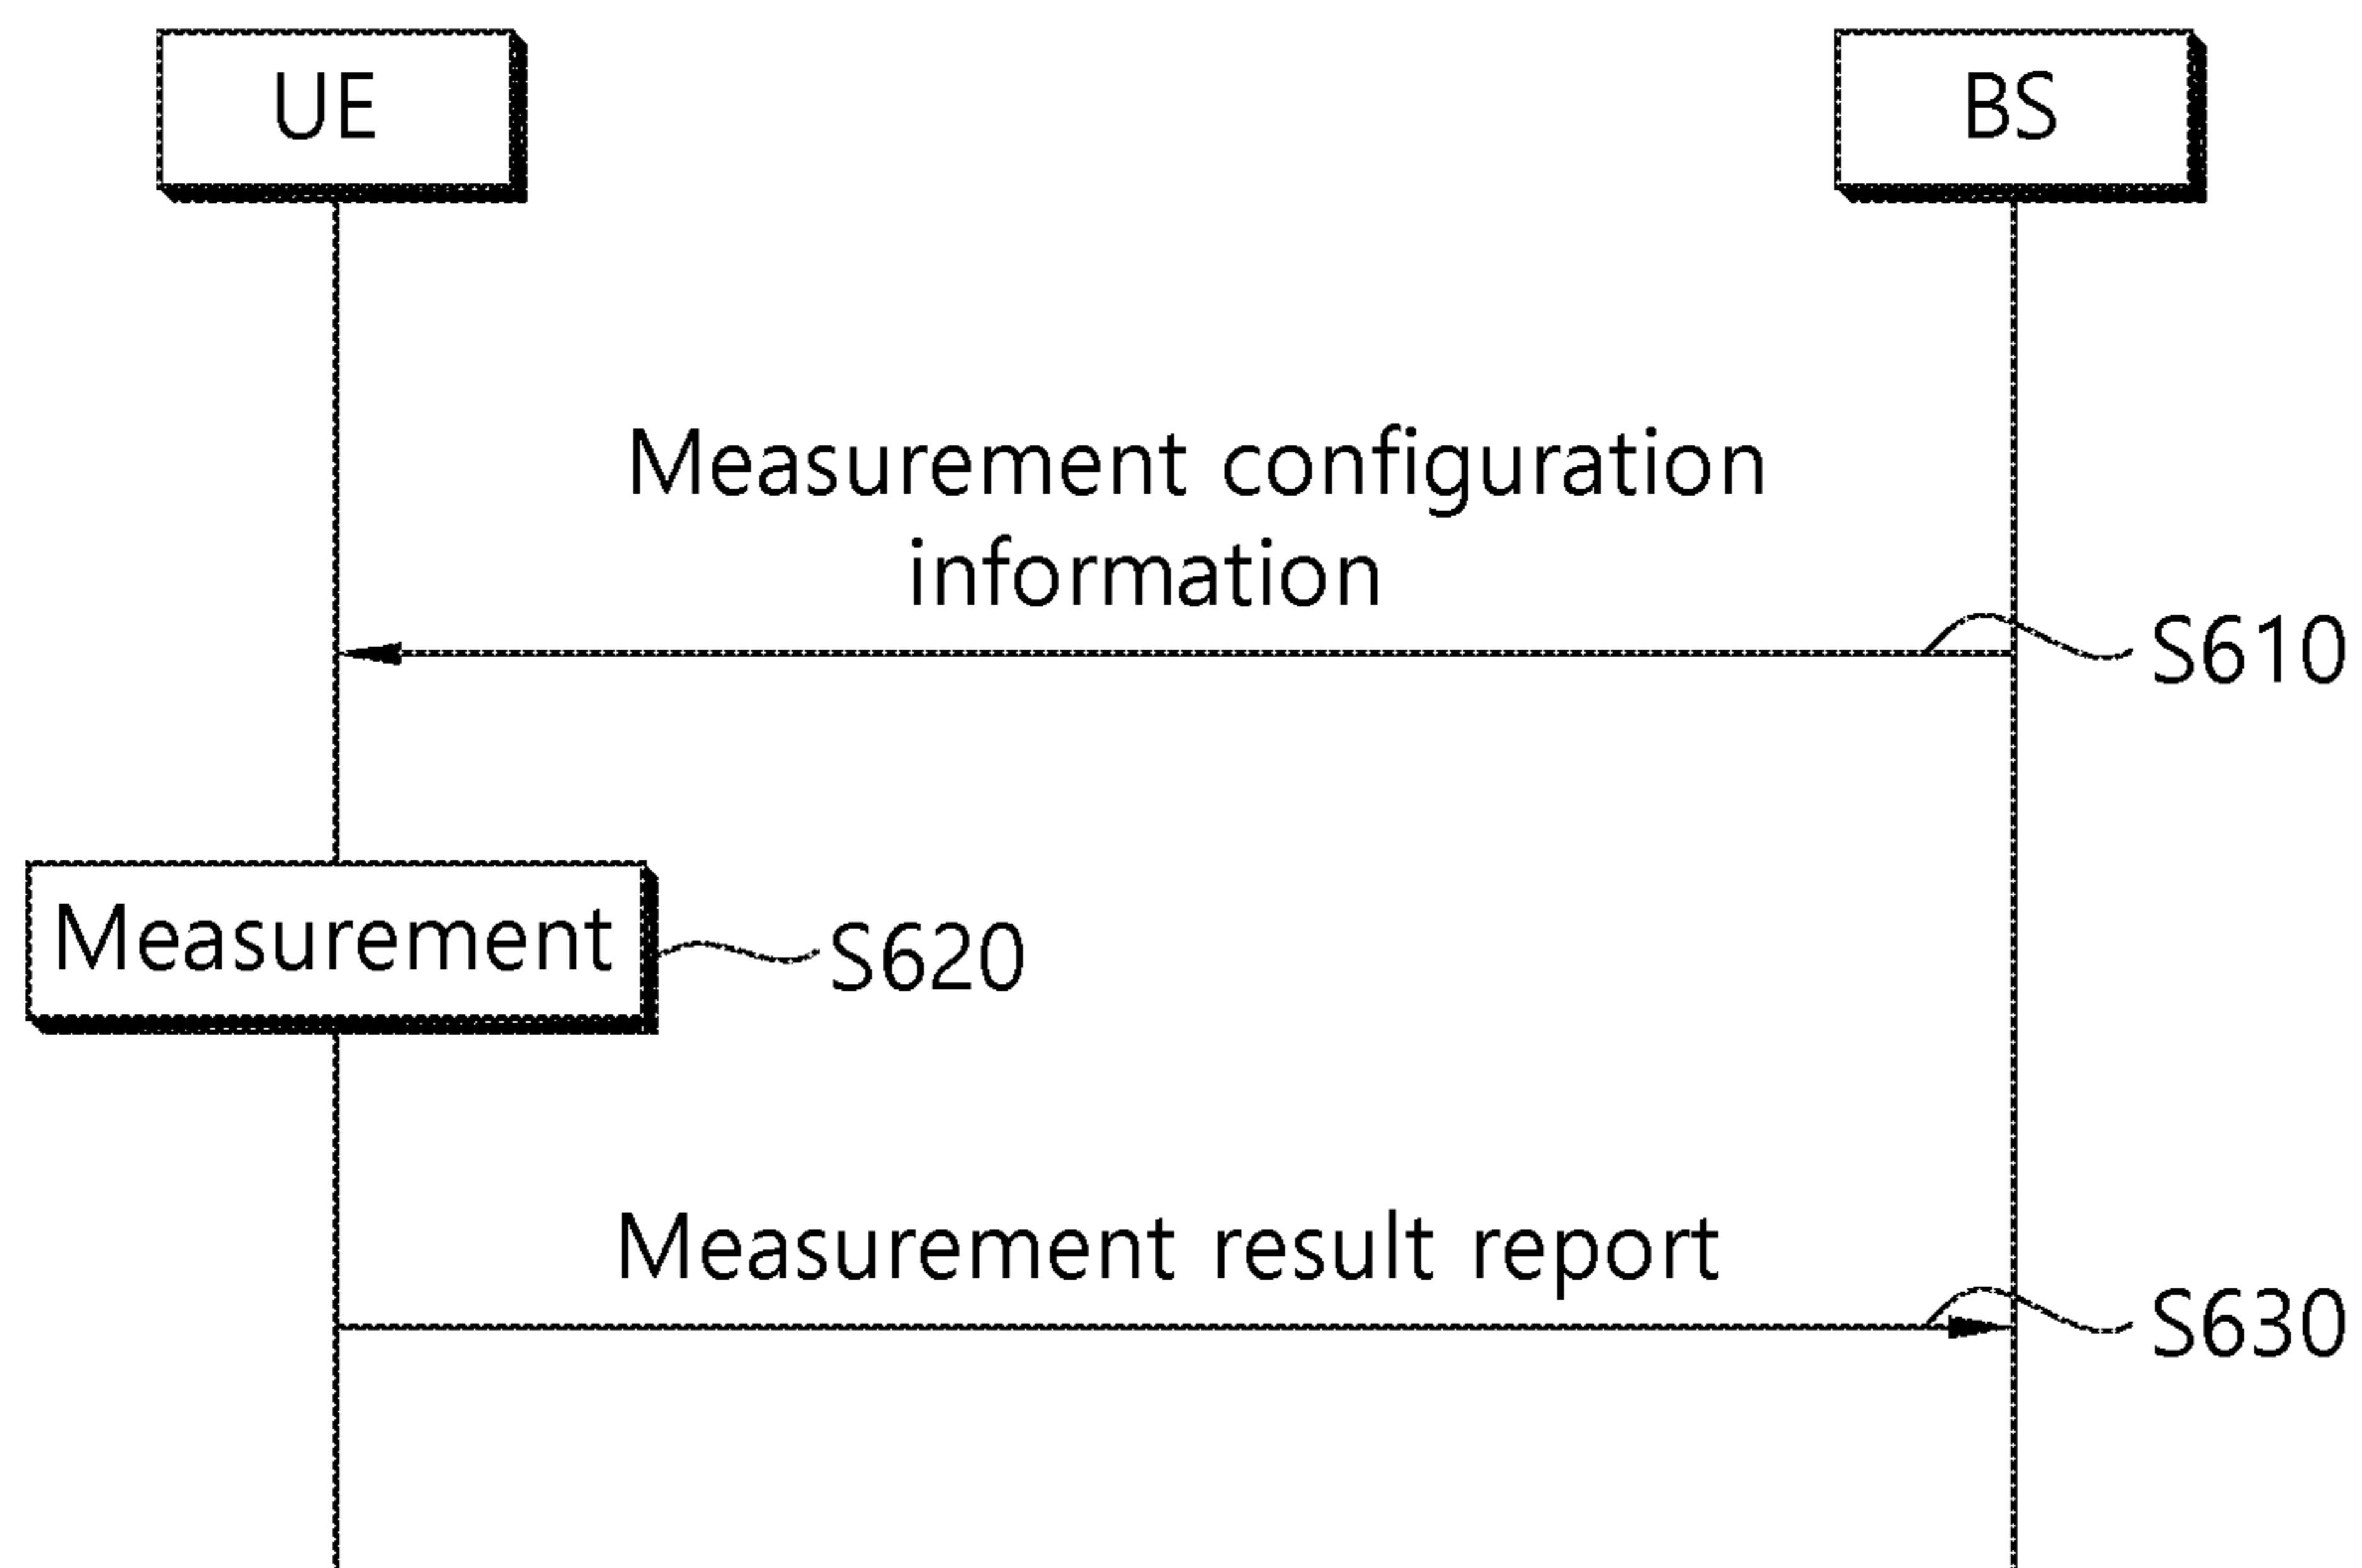 UE
BS
Measurement configuration
information
S610
Measurement
S620
Measurement result report
S630